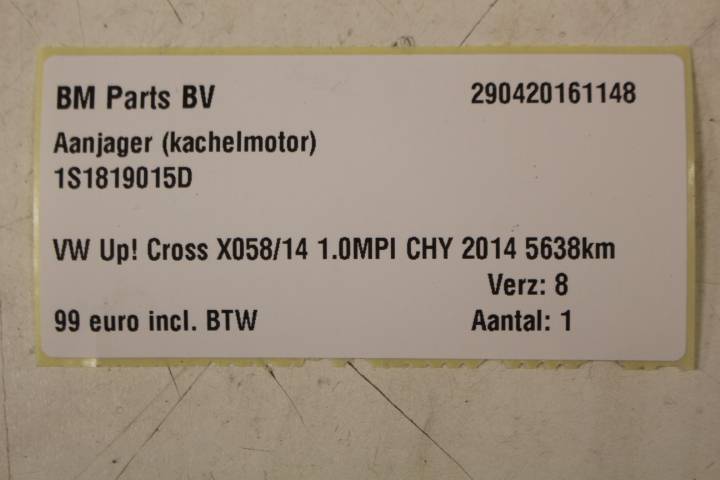 BM Parts BV 290420161148
Aanjager (kachelmotor)
1S1819015D
VW Up! Cross X058/14 1.0MPI CHY 2014 5638km
Verz: 8
99 euro incl. BTW Aantal: 1